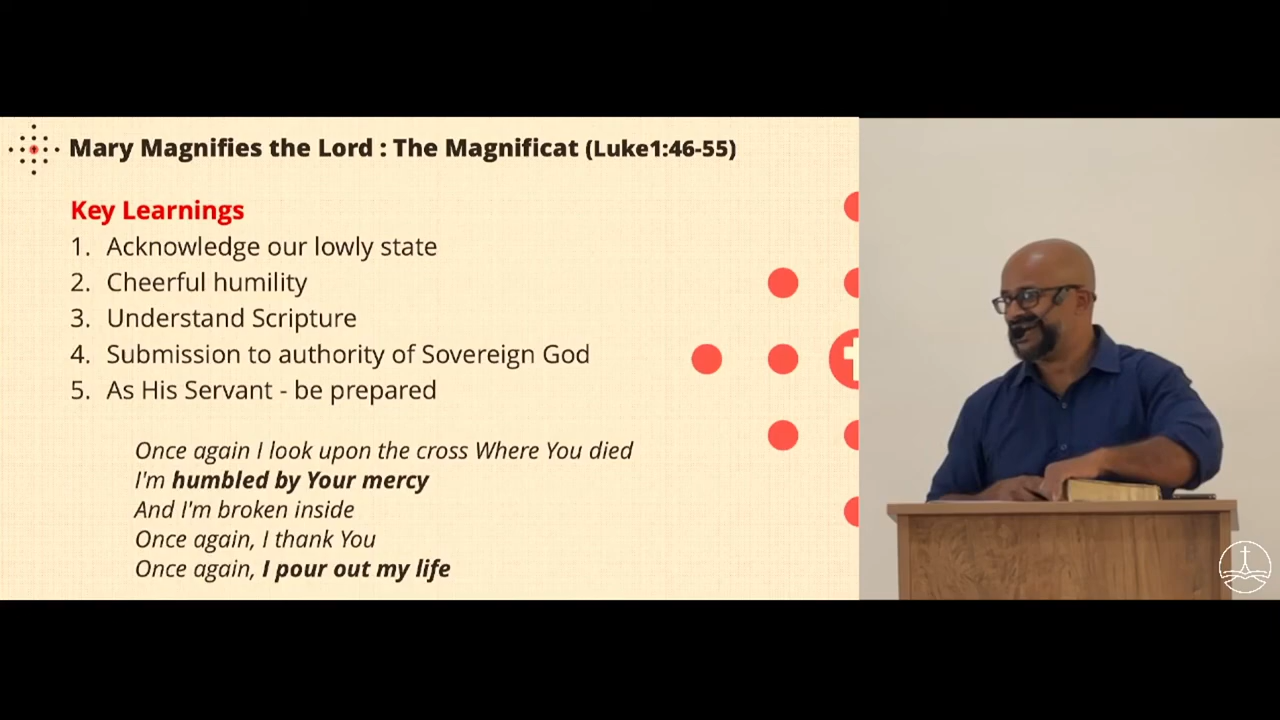 Mary Magnifies the Lord : The Magnificat (Luke1:46-55)
Key Learnings
1. Acknowledge our lowly state
2. Cheerful humility
3. Understand Scripture
4. Submission to authority of Sovereign God
5. As His Servant - be prepared
Once again I look upon the cross Where You died
I'm humbled by Your mercy
And I'm broken inside
Once again, I thank You
Once again, I pour out my life